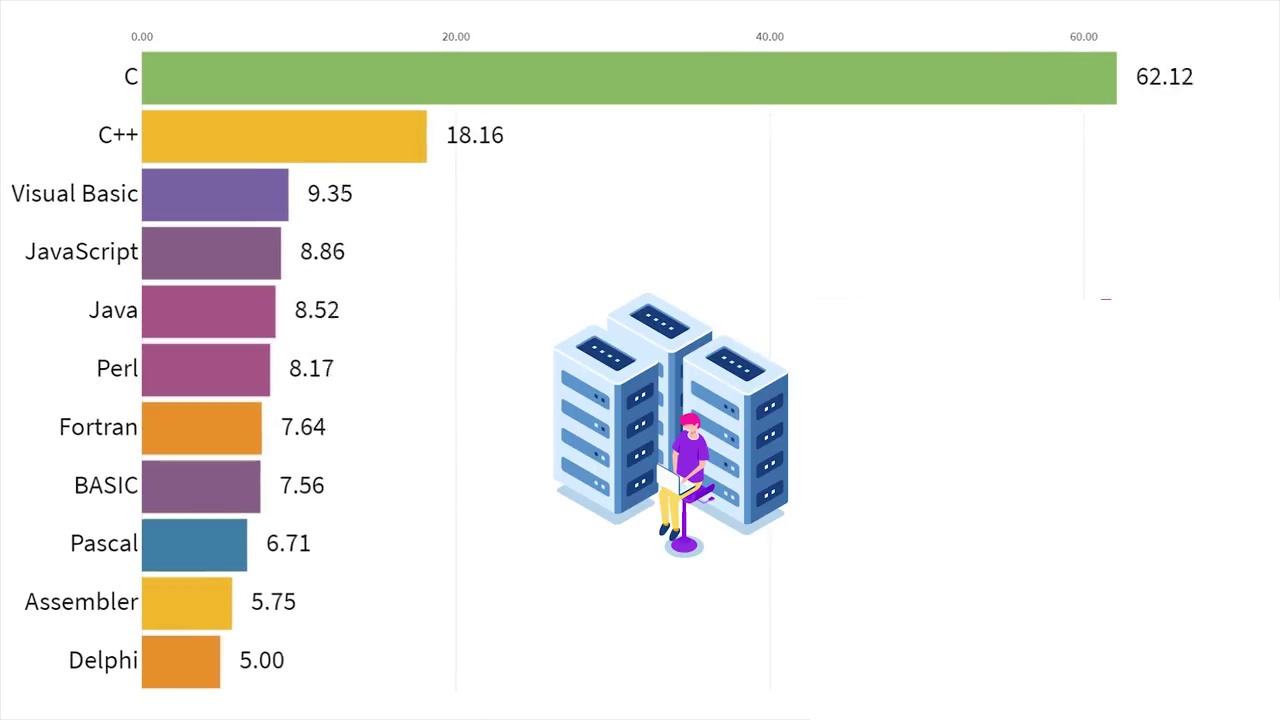 0.00 20.00 40.00 60.00
C 62.12
C++ 18.16
Visual Basic 9.35
JavaScript 8.86
Java 8.52
Perl 8.17
Fortran 7.64
BASIC 7.56
Pascal 6.71
Assembler 5.75
Delphi 5.00